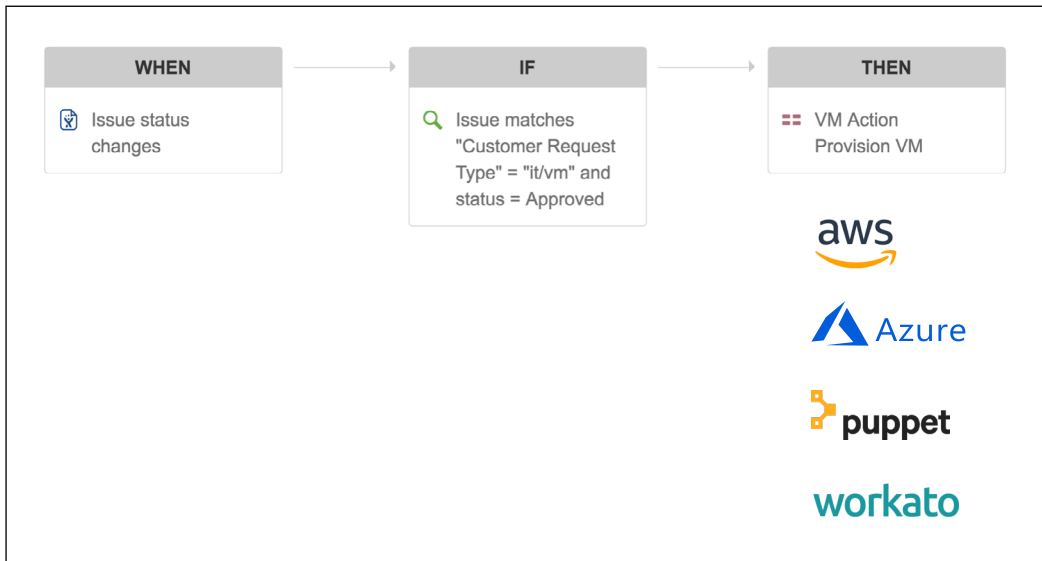 WHEN
Issue status
changes
IF
Issue matches
"Customer Request
Type" = "it/vm" and
status = Approved
THEN
VM Action
Provision VM
aws
Azure
puppet
workato